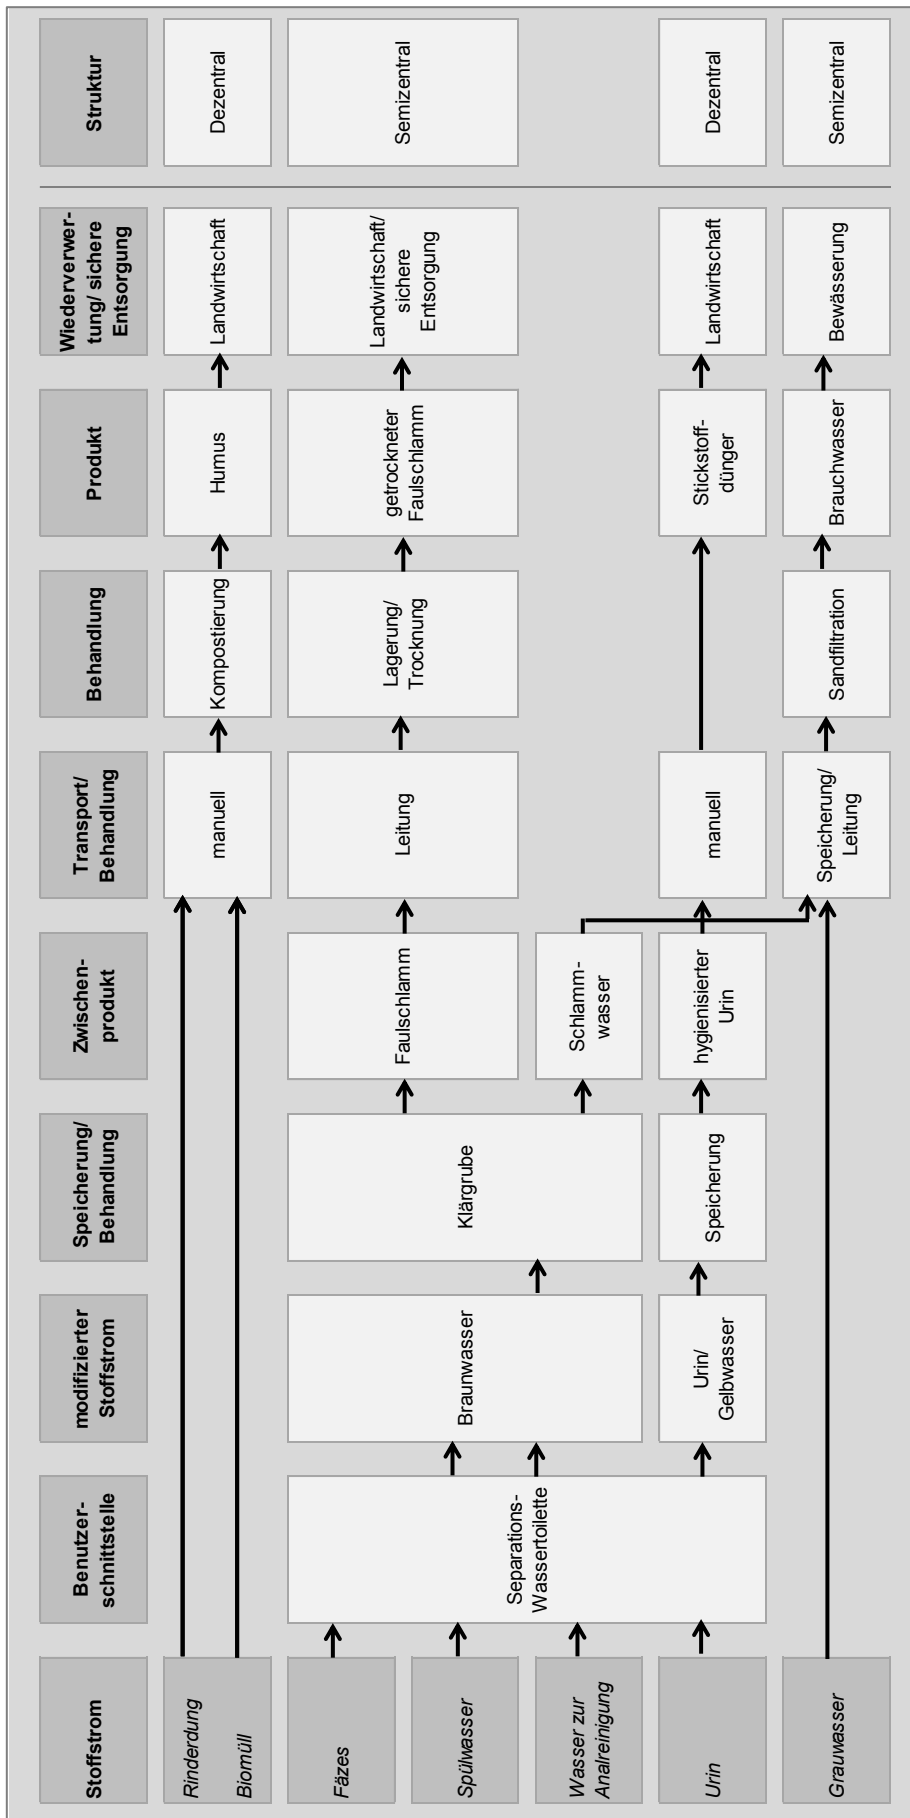 Stoffstrom
Benutzer-
schnittstelle
modifizierter
Stoffstrom
Speicherung/
Behandlung
Zwischen-
produkt
Transport/
Behandlung
Behandlung
Produkt
Wiederverwer-
tung/ sichere
Entsorgung
Struktur
Rinderdung
Biomüll
manuell
Kompostierung
Humus
Landwirtschaft
Dezentral
Fäzes
Spülwasser
Wasser zur
Analreinigung
Urin
Separations-
Wassertoilette
Braunwasser
Klärgrube
Faulschlamm
Leitung
Lagerung/
Trocknung
getrockneter
Faulschlamm
Landwirtschaft/
sichere
Entsorgung
Semizentral
Schlamm-
wasser
Urin/
Gelbwasser
Speicherung
hygienisierter
Urin
manuell
Stickstoff-
dünger
Landwirtschaft
Dezentral
Grauwasser
Speicherung/
Leitung
Sandfiltration
Brauchwasser
Bewässerung
Semizentral